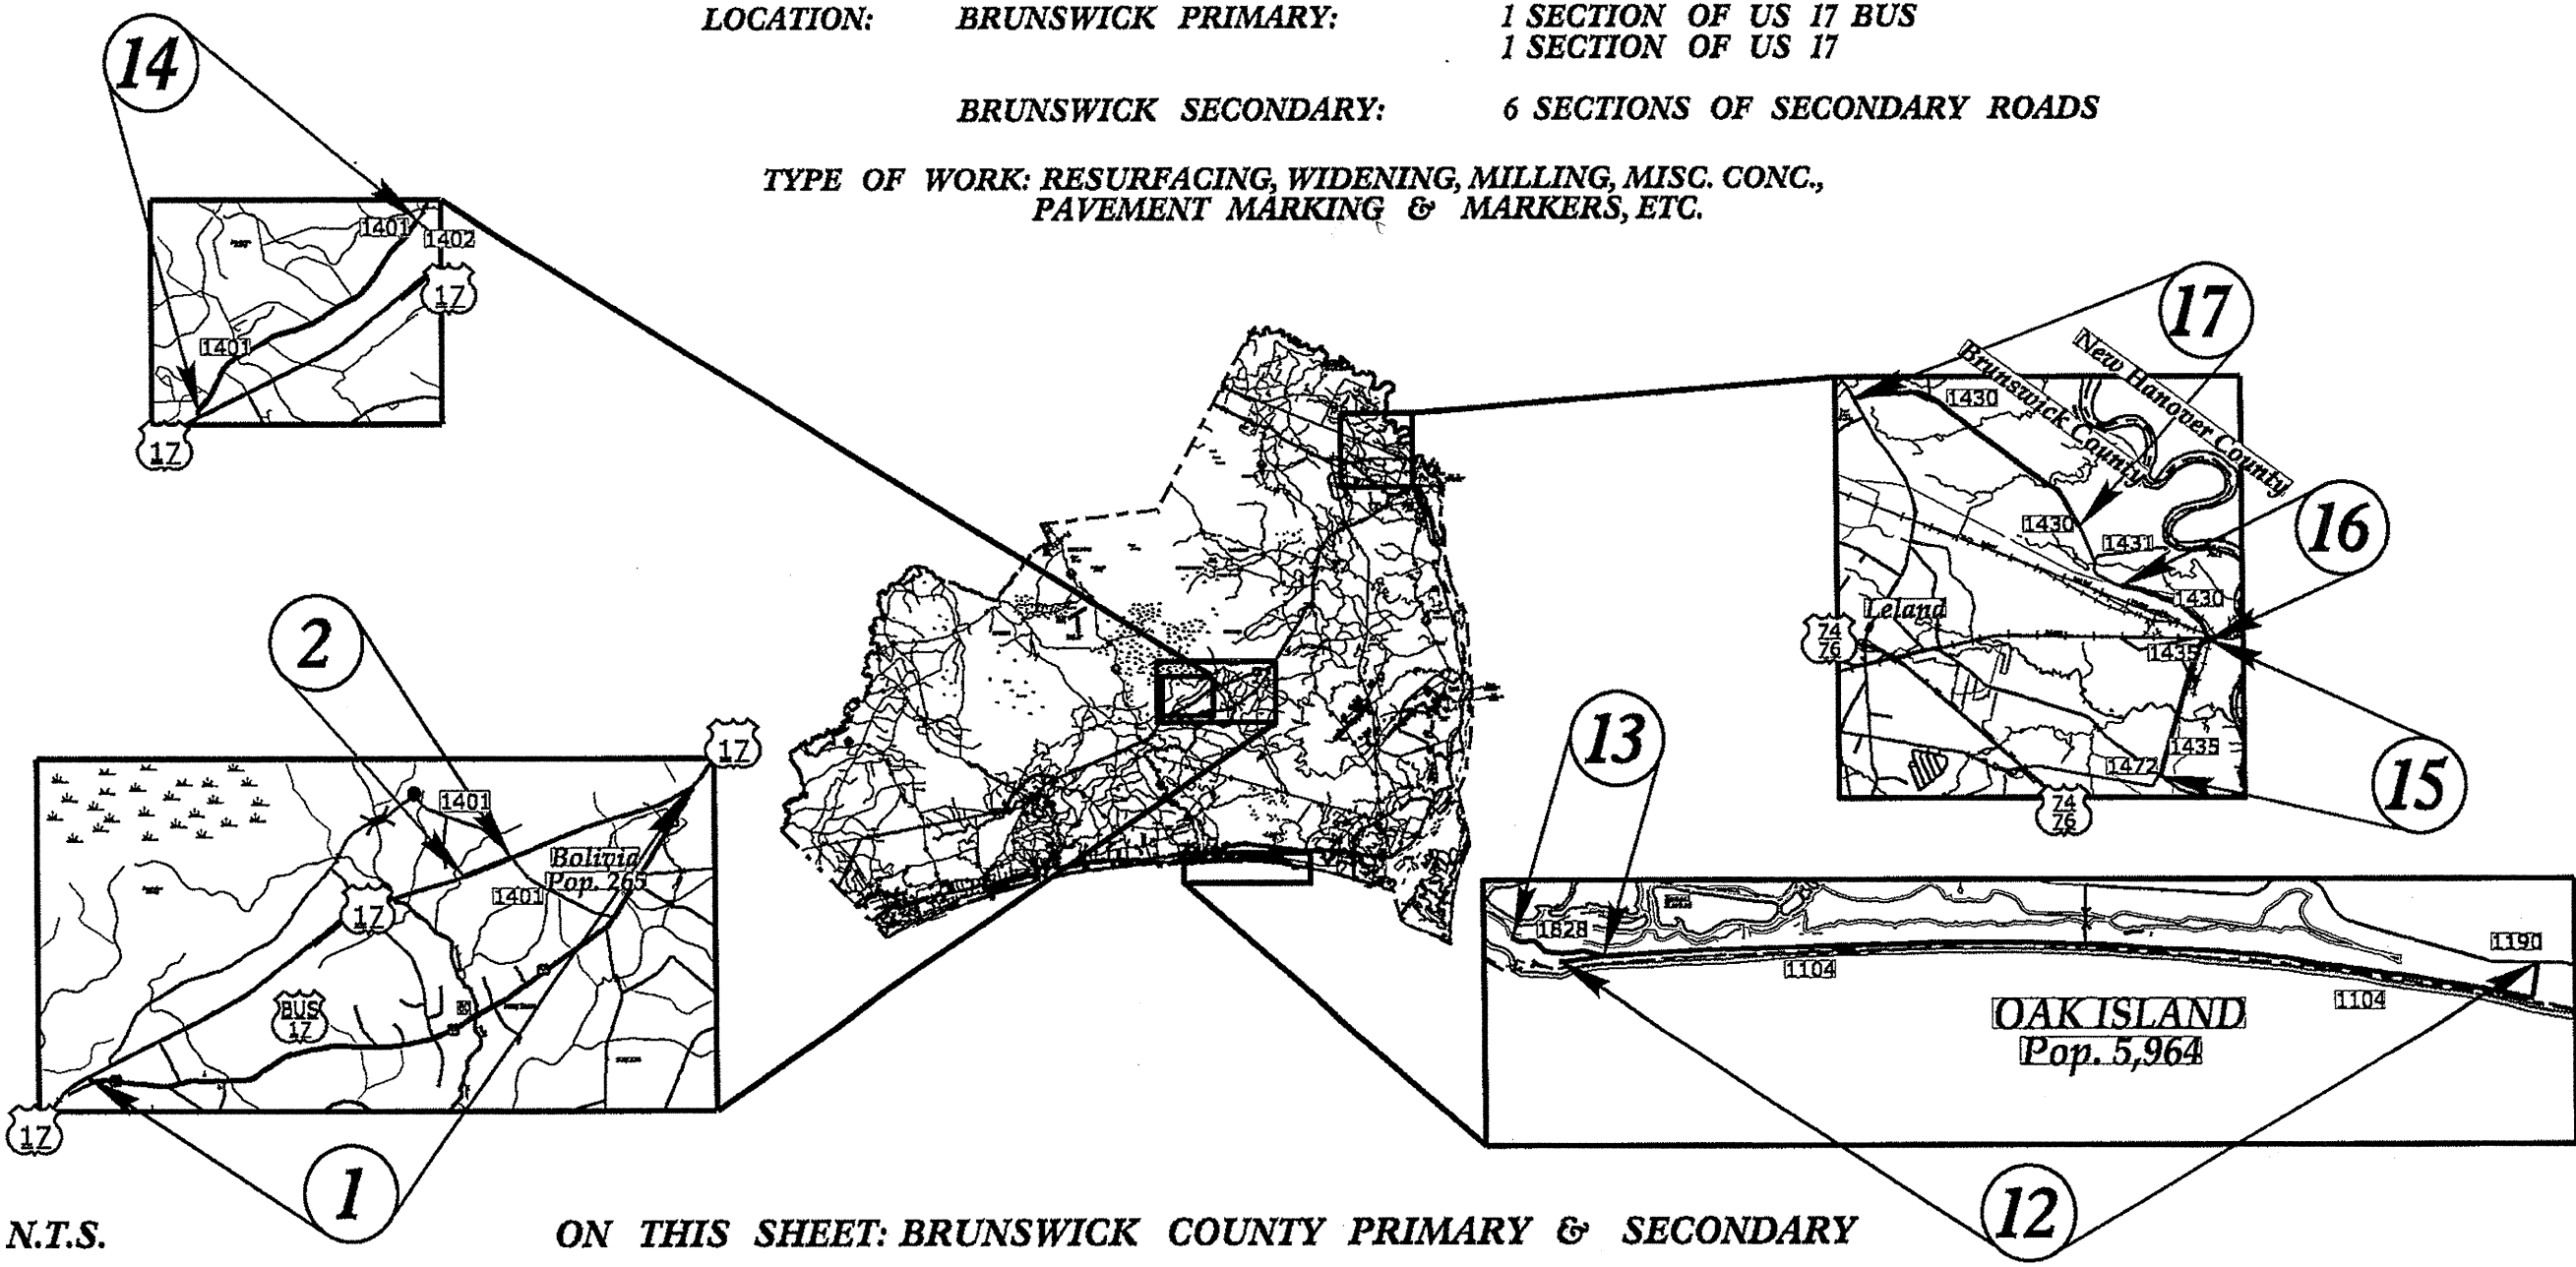 LOCATION: BRUNSWICK PRIMARY: 1 SECTION OF US 17 BUS
1 SECTION OF US 17
BRUNSWICK SECONDARY: 6 SECTIONS OF SECONDARY ROADS
TYPE OF WORK: RESURFACING, WIDENING, MILLING, MISC. CONC.,
PAVEMENT MARKING & MARKERS, ETC.
14
1401
1402
17
1401
17
17
1430
Brunswick County
New Hanover County
1430
1431
16
1430
Leland
74
76
1435
1435
1472
74
76
15
2
17
1401
Bolivia
Pop. 265
1401
17
BUS
17
17
1
13
1828
1104
1190
1104
OAK ISLAND
Pop. 5,964
12
N.T.S.
ON THIS SHEET: BRUNSWICK COUNTY PRIMARY & SECONDARY